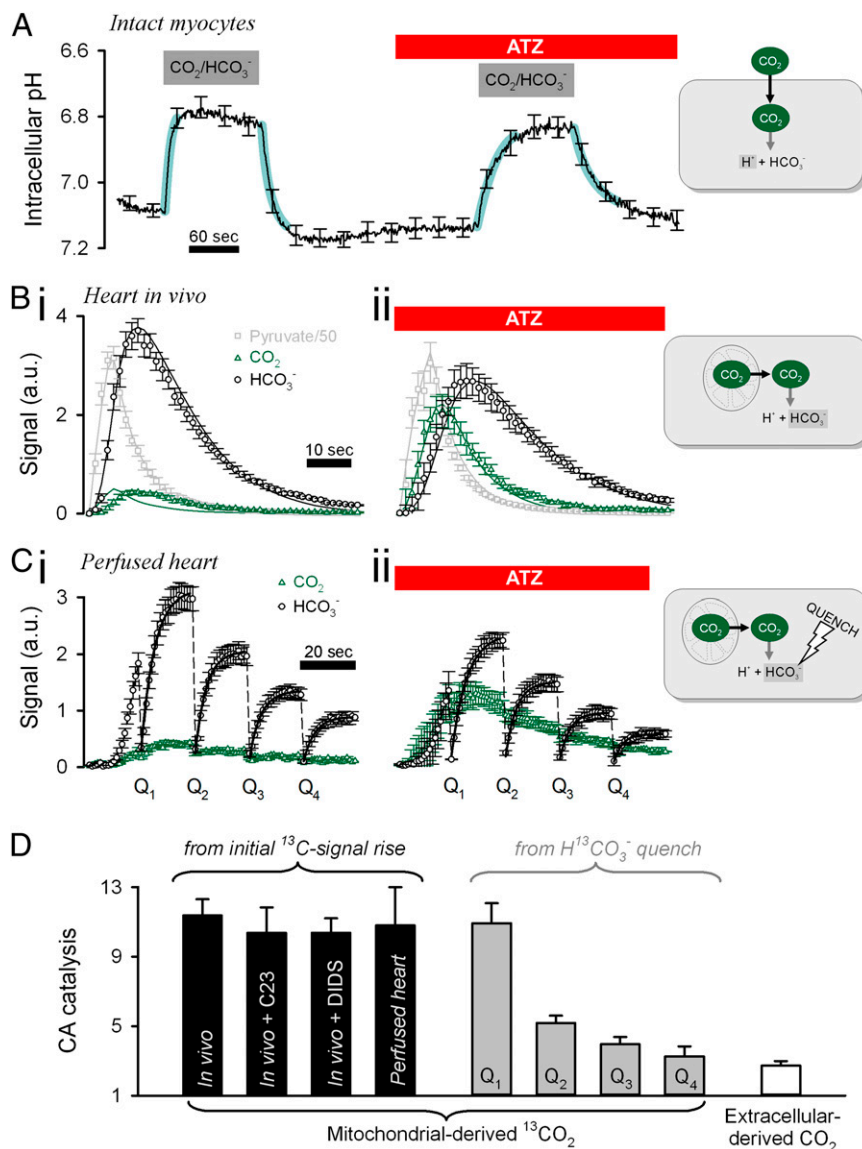 A
Intact myocytes
6.6
6.8
7.0
7.2
Intracellular pH
CO₂/HCO₃⁻
60 sec
ATZ
CO₂/HCO₃⁻
CO₂
CO₂
H⁺ + HCO₃⁻
B i
Heart in vivo
4
2
0
Signal (a.u.)
Pyruvate/50
CO₂
HCO₃⁻
10 sec
ii
ATZ
CO₂
CO₂
H⁺ + HCO₃⁻
C i
Perfused heart
3
2
1
0
Signal (a.u.)
CO₂
HCO₃⁻
20 sec
Q₁ Q₂ Q₃ Q₄
ii
ATZ
Q₁ Q₂ Q₃ Q₄
QUENCH
CO₂
CO₂
H⁺ + HCO₃⁻
D
from initial ¹³C-signal rise
from H¹³CO₃⁻ quench
13
9
5
1
CA catalysis
In vivo
In vivo + C23
In vivo + DIDS
Perfused heart
Q₁
Q₂
Q₃
Q₄
Mitochondrial-derived ¹³CO₂
Extracellular-
derived CO₂